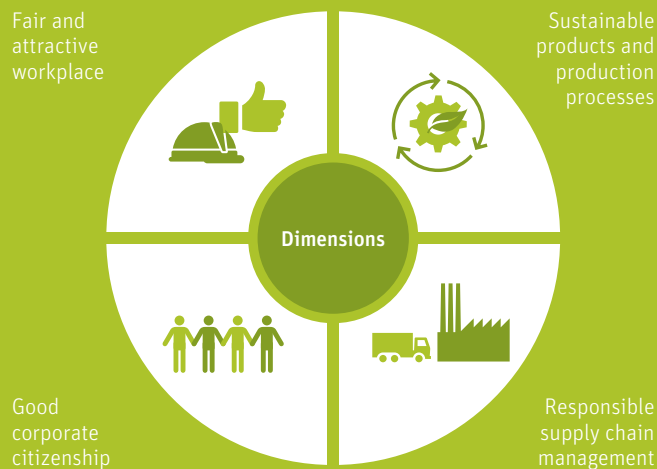 Fair and
attractive
workplace
Sustainable
products and
production
processes
Dimensions
Good
corporate
citizenship
Responsible
supply chain
management